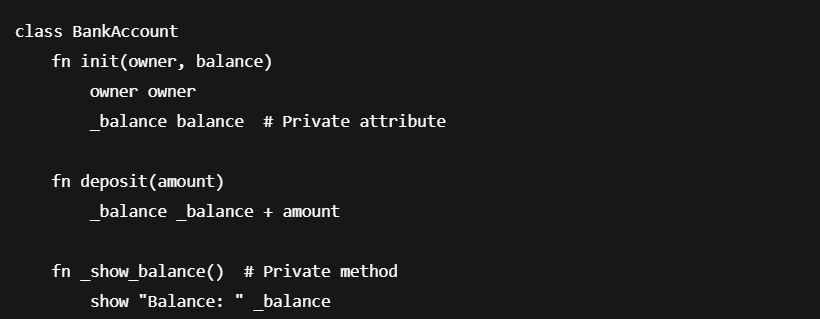 class BankAccount
fn init(owner, balance)
owner owner
_balance balance  # Private attribute
fn deposit(amount)
_balance _balance + amount
fn _show_balance()  # Private method
show "Balance: " _balance